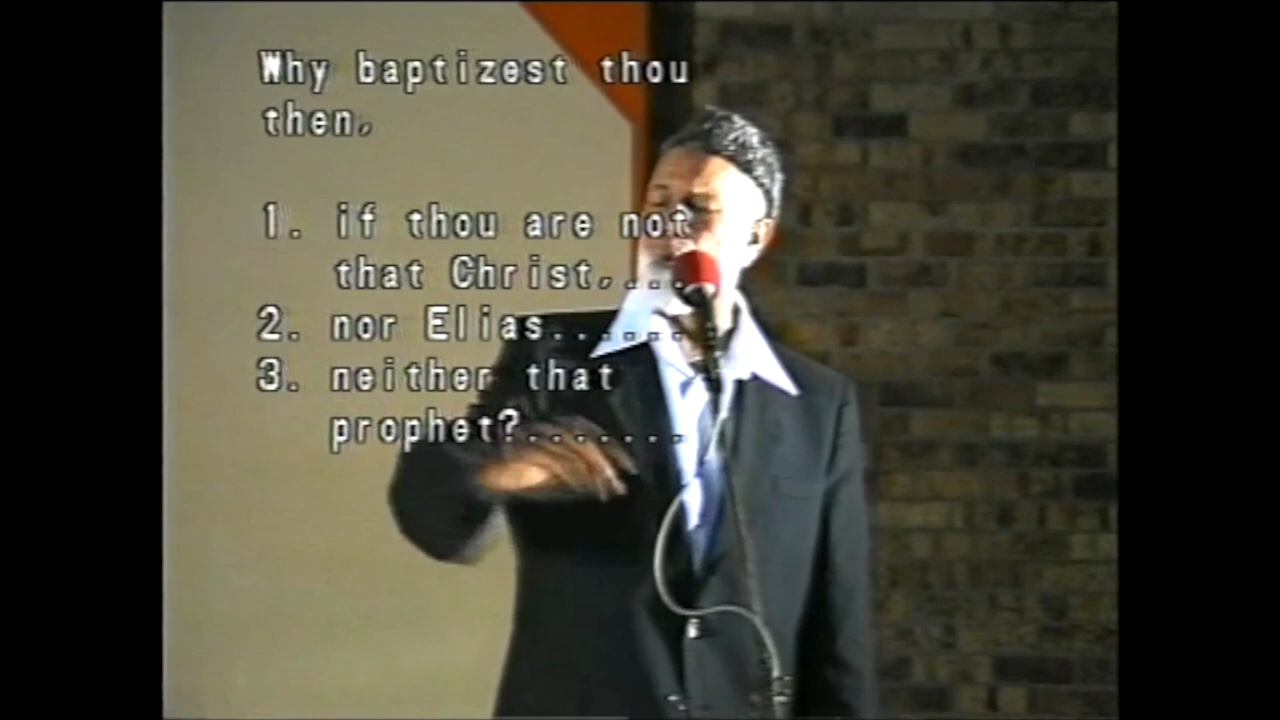 Why baptizest thou
then,
1. if thou are not
that Christ,....
2. nor Elias......
3. neither that
prophet?.......